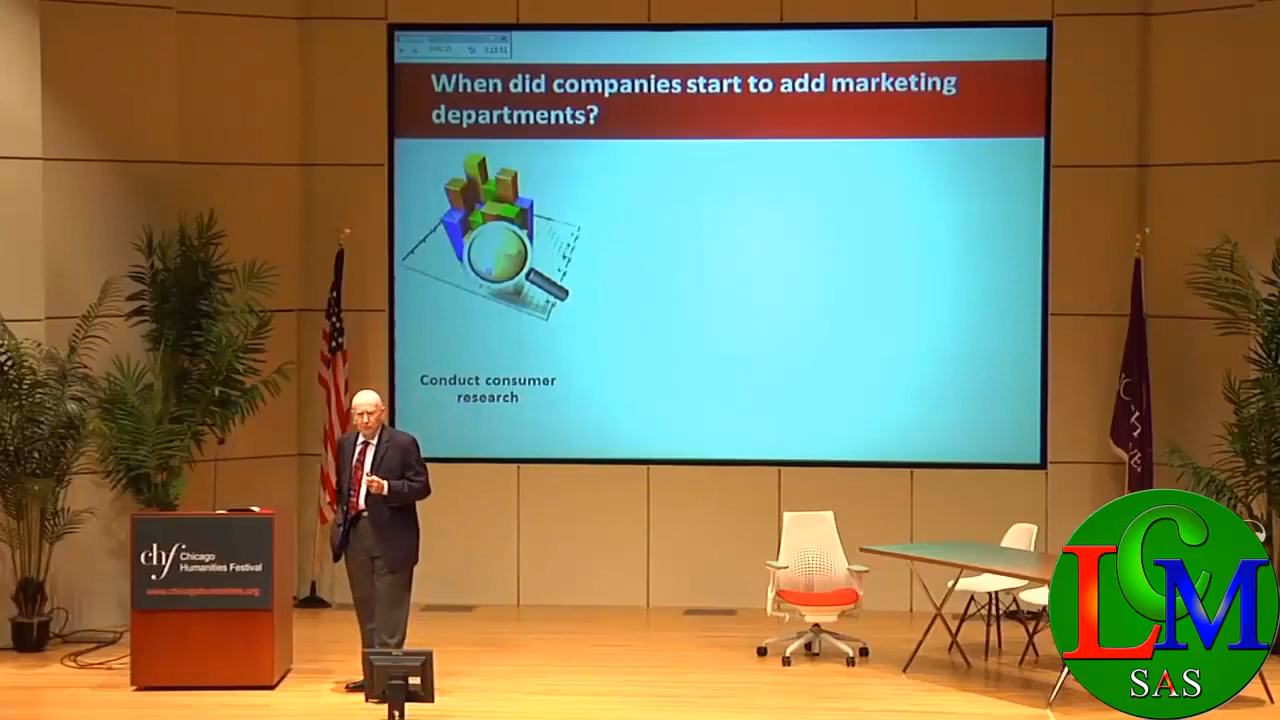 When did companies start to add marketing
departments?
Conduct consumer
research
chf Chicago
Humanities Festival
www.chicagohumanities.org
LCM
SAS